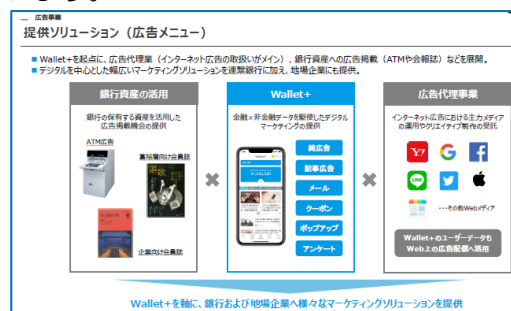 広告事業
提供ソリューション（広告メニュー）
■ Wallet+を起点に、広告代理業（インターネット広告の取扱いがメイン）、銀行資産への広告掲載（ATMや会報誌）などを展開。
■ デジタルを中心とした幅広いマーケティングソリューションを連繋銀行に加え、地場企業にも提供。
銀行資産の活用
銀行の保有する資産を活用した
広告掲載機会の提供
ATM広告
富裕層向け会員誌
企業向け会員誌
Wallet+
金融×非金融データを駆使したデジタル
マーケティングの提供
純広告
記事広告
メール
クーポン
ポップアップ
アンケート
広告代理事業
インターネット広告における主力メディア
の運用やクリエイティブ制作の受託
Y!
G
f
LINE
・・・その他Webメディア
Wallet+のユーザーデータも
Web上の広告配信へ活用
Wallet+を軸に、銀行および地場企業へ様々なマーケティングソリューションを提供